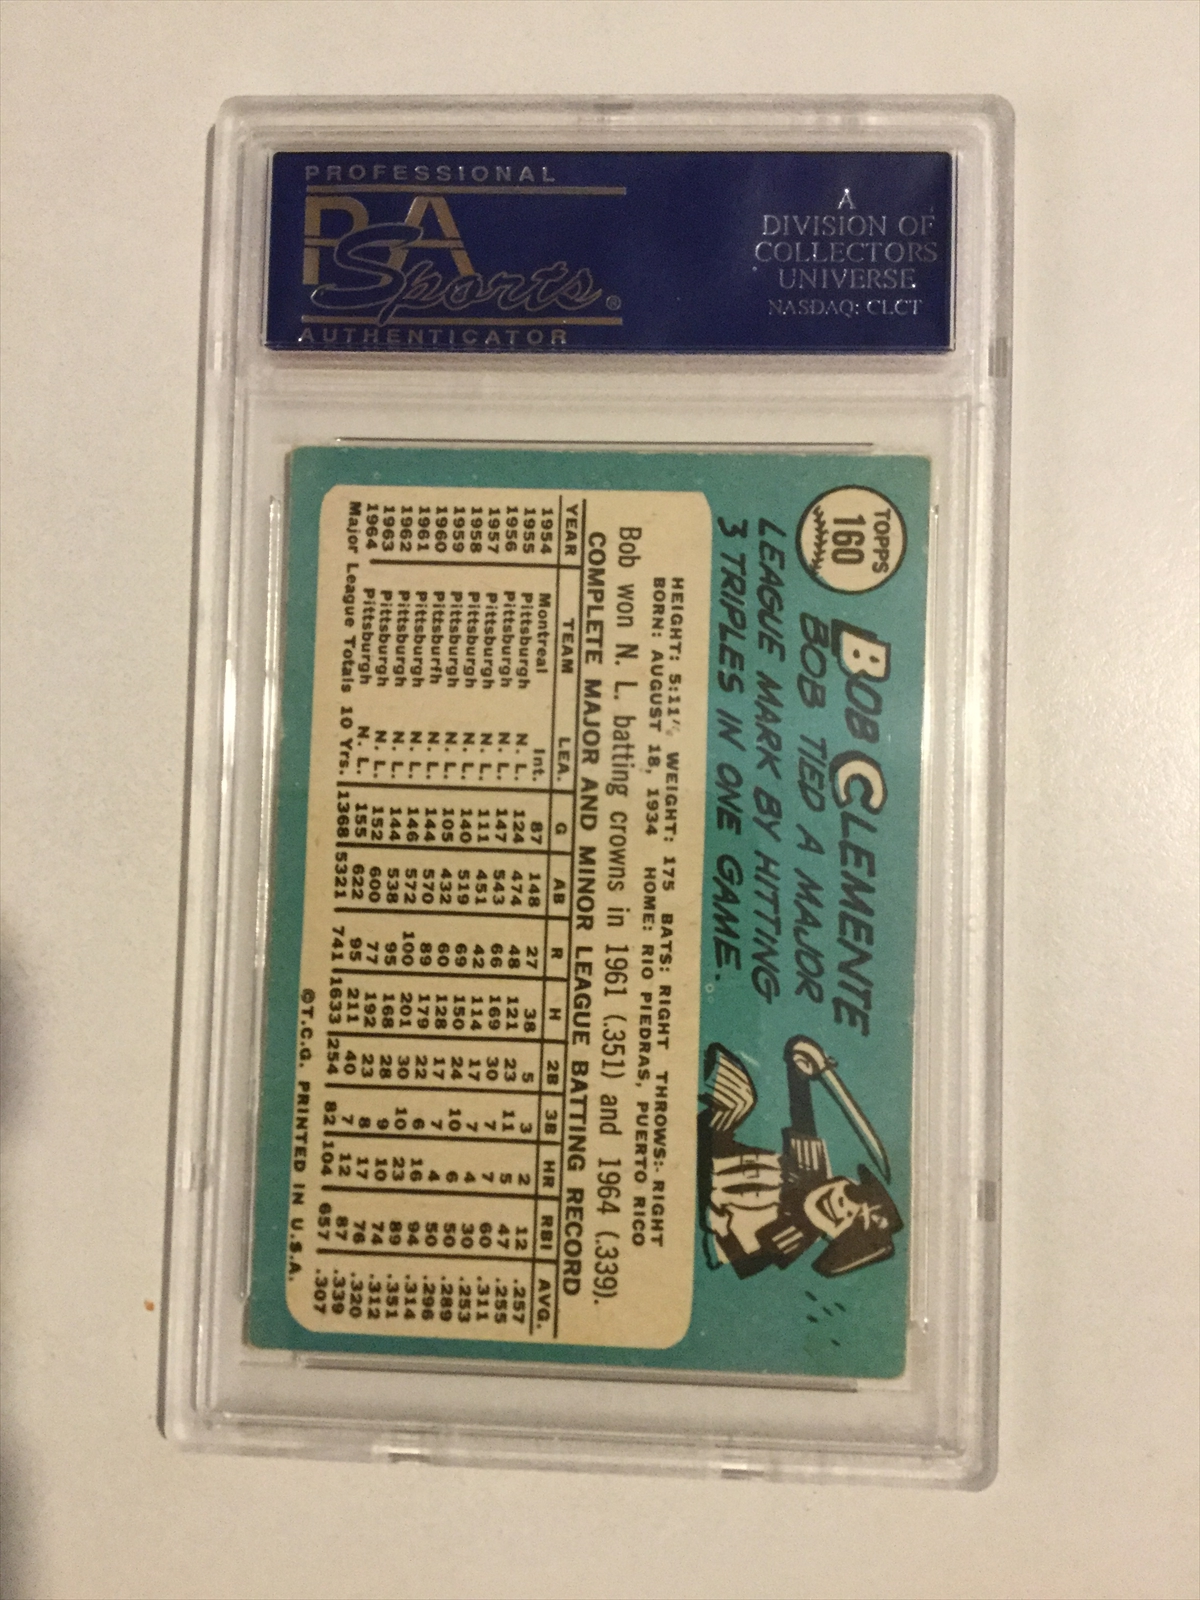 PROFESSIONAL
PSA
Sports®
AUTHENTICATOR
A
DIVISION OF
COLLECTORS
UNIVERSE
NASDAQ: CLCT
TOPPS
160
BOB CLEMENTE
BOB TIED A MAJOR
LEAGUE MARK BY HITTING
3 TRIPLES IN ONE GAME.
HEIGHT: 5:11½ WEIGHT: 175 BATS: RIGHT THROWS: RIGHT
BORN: AUGUST 18, 1934 HOME: RIO PIEDRAS, PUERTO RICO
Bob won N. L. batting crowns in 1961 (.351) and 1964 (.339).
COMPLETE MAJOR AND MINOR LEAGUE BATTING RECORD
YEAR TEAM LEA. G AB R H 2B 3B HR RBI AVG.
1954 Montreal Int. 87 148 27 38 5 3 2 12 .257
1955 Pittsburgh N. L. 124 474 48 121 23 11 5 47 .255
1956 Pittsburgh N. L. 147 543 66 169 30 7 7 60 .311
1957 Pittsburgh N. L. 111 451 42 114 17 7 4 30 .253
1958 Pittsburgh N. L. 140 519 69 150 24 10 6 50 .289
1959 Pittsburgh N. L. 105 432 60 128 17 7 4 50 .296
1960 Pittsburfh N. L. 144 570 89 179 22 6 16 94 .314
1961 Pittsburgh N. L. 146 572 100 201 30 10 23 89 .351
1962 Pittsburgh N. L. 144 538 95 168 28 9 10 74 .312
1963 Pittsburgh N. L. 152 600 77 192 23 8 17 76 .320
1964 Pittsburgh N. L. 155 622 95 211 40 7 12 87 .339
Major League Totals 10 Yrs. 1368 5321 741 1633 254 82 104 657 .307
©T.C.G. PRINTED IN U.S.A.